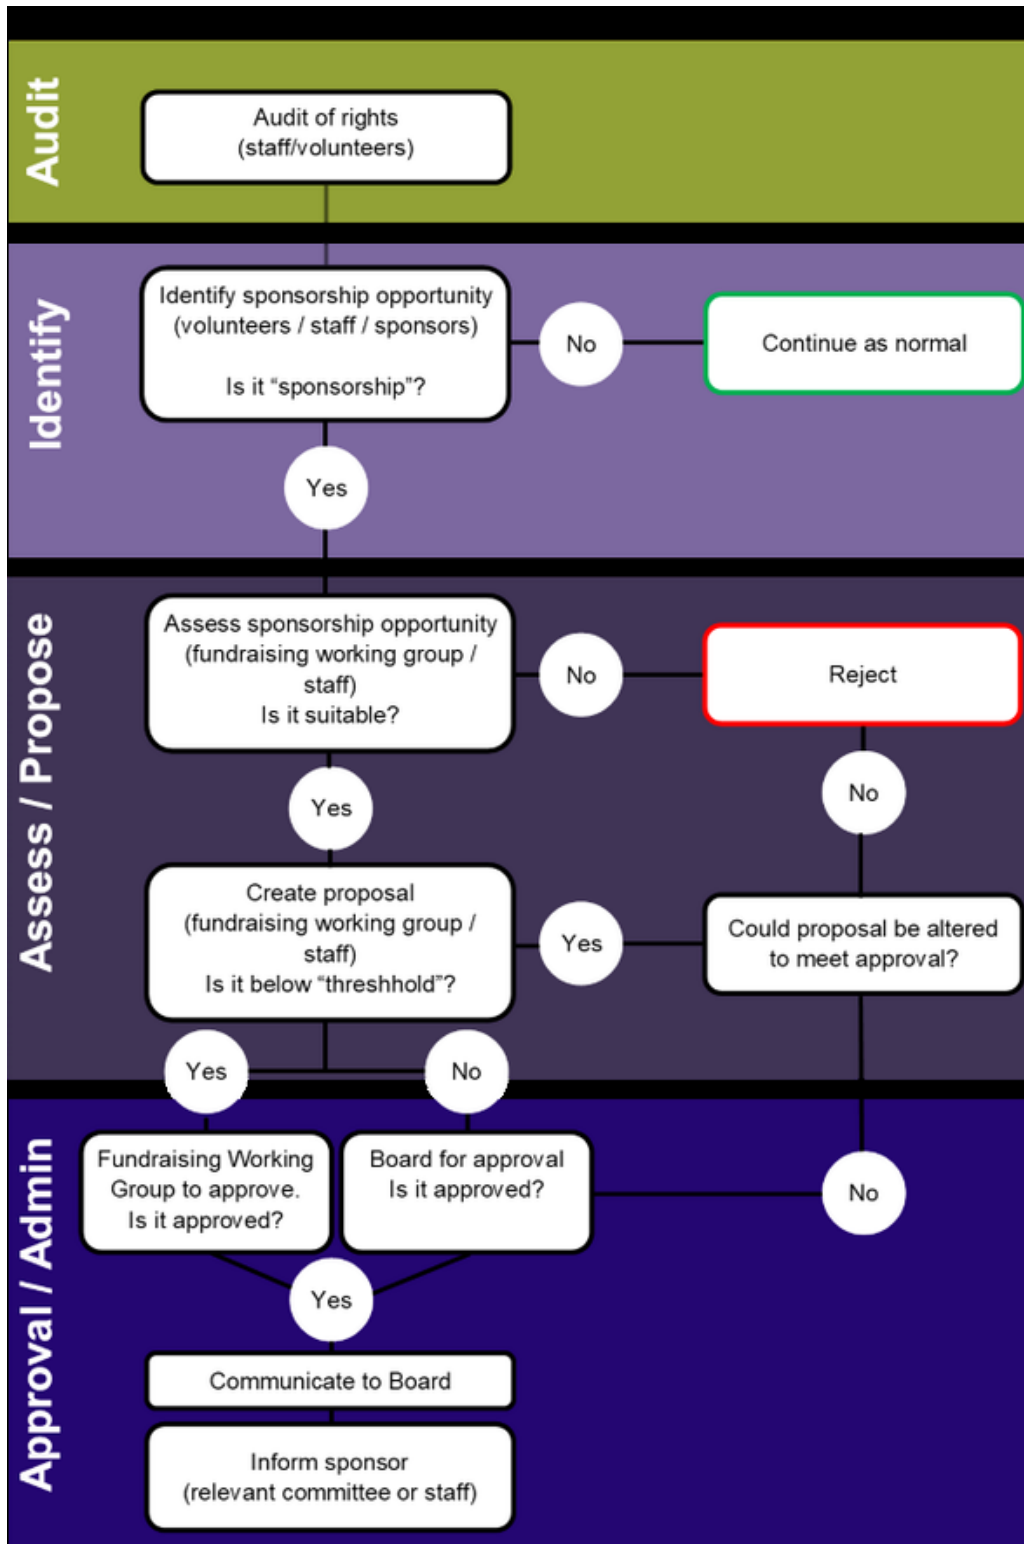 Audit
Audit of rights
(staff/volunteers)
Identify
Identify sponsorship opportunity
(volunteers / staff / sponsors)
Is it “sponsorship”?
No
Continue as normal
Yes
Assess / Propose
Assess sponsorship opportunity
(fundraising working group /
staff)
Is it suitable?
No
Reject
Yes
No
Create proposal
(fundraising working group /
staff)
Is it below “threshhold”?
Yes
Could proposal be altered
to meet approval?
Yes
No
Approval / Admin
Fundraising Working
Group to approve.
Is it approved?
Board for approval
Is it approved?
No
Yes
Communicate to Board
Inform sponsor
(relevant committee or staff)